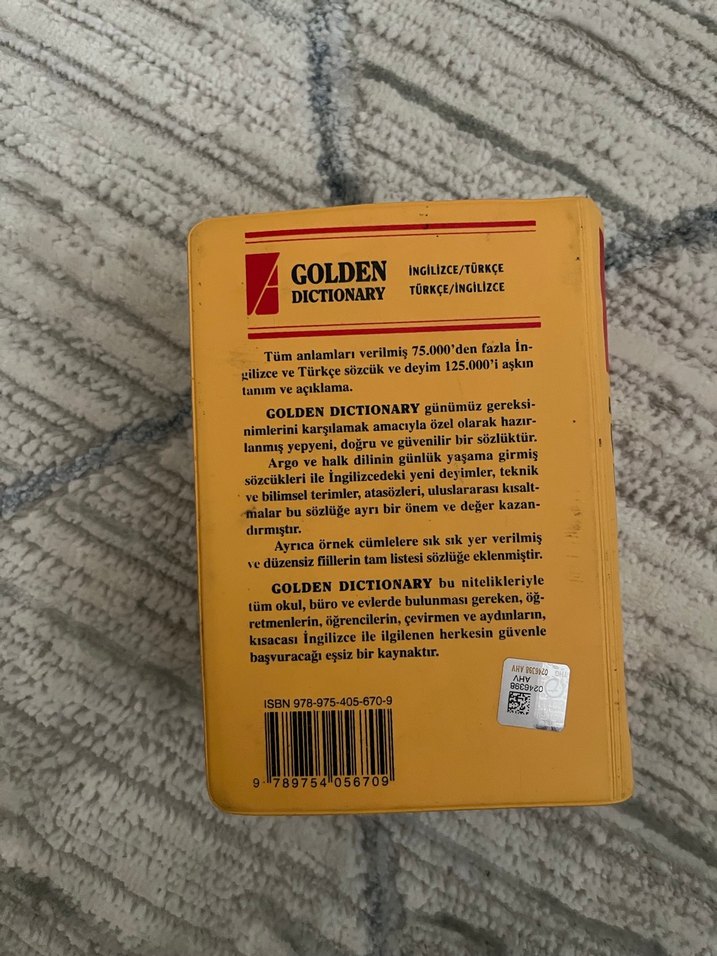 GOLDEN
DICTIONARY
İNGİLİZCE/TÜRKÇE
TÜRKÇE/İNGİLİZCE
Tüm anlamları verilmiş 75.000'den fazla İn-
gilizce ve Türkçe sözcük ve deyim 125.000'i aşkın
tanım ve açıklama.
GOLDEN DICTIONARY günümüz gereksi-
nimlerini karşılamak amacıyla özel olarak hazır-
lanmış yepyeni, doğru ve güvenilir bir sözlüktür.
Argo ve halk dilinin günlük yaşama girmiş
sözcükleri ile İngilizcedeki yeni deyimler, teknik
ve bilimsel terimler, atasözleri, uluslararası kısalt-
malar bu sözlüğe ayrı bir önem ve değer kazan-
dırmıştır.
Ayrıca örnek cümlelere sık sık yer verilmiş
ve düzensiz fiillerin tam listesi sözlüğe eklenmiştir.
GOLDEN DICTIONARY bu nitelikleriyle
tüm okul, büro ve evlerde bulunması gereken, öğ-
retmenlerin, öğrencilerin, çevirmen ve aydınların,
kısacası İngilizce ile ilgilenen herkesin güvenle
başvuracağı eşsiz bir kaynaktır.
AHV
0246398
0246398 AHV
ISBN 978-975-405-670-9
9 789754 056709